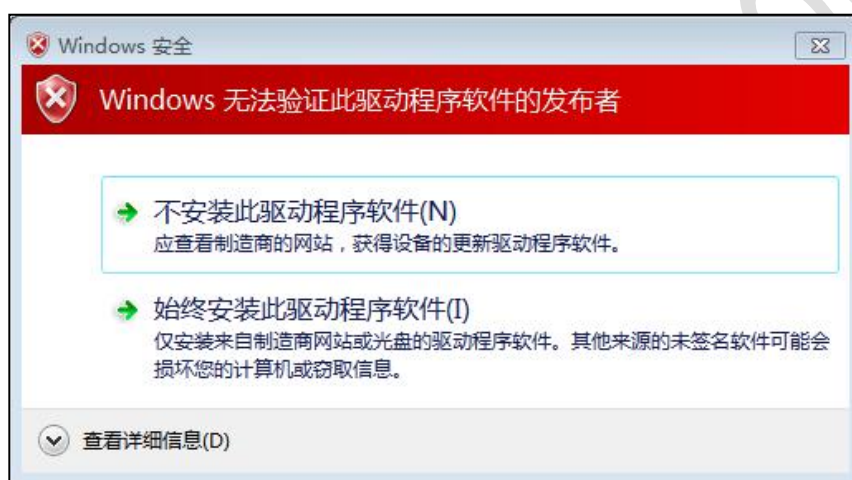 Windows 安全
Windows 无法验证此驱动程序软件的发布者
不安装此驱动程序软件(N)
应查看制造商的网站，获得设备的更新驱动程序软件。
始终安装此驱动程序软件(I)
仅安装来自制造商网站或光盘的驱动程序软件。其他来源的未签名软件可能会
损坏您的计算机或窃取信息。
查看详细信息(D)